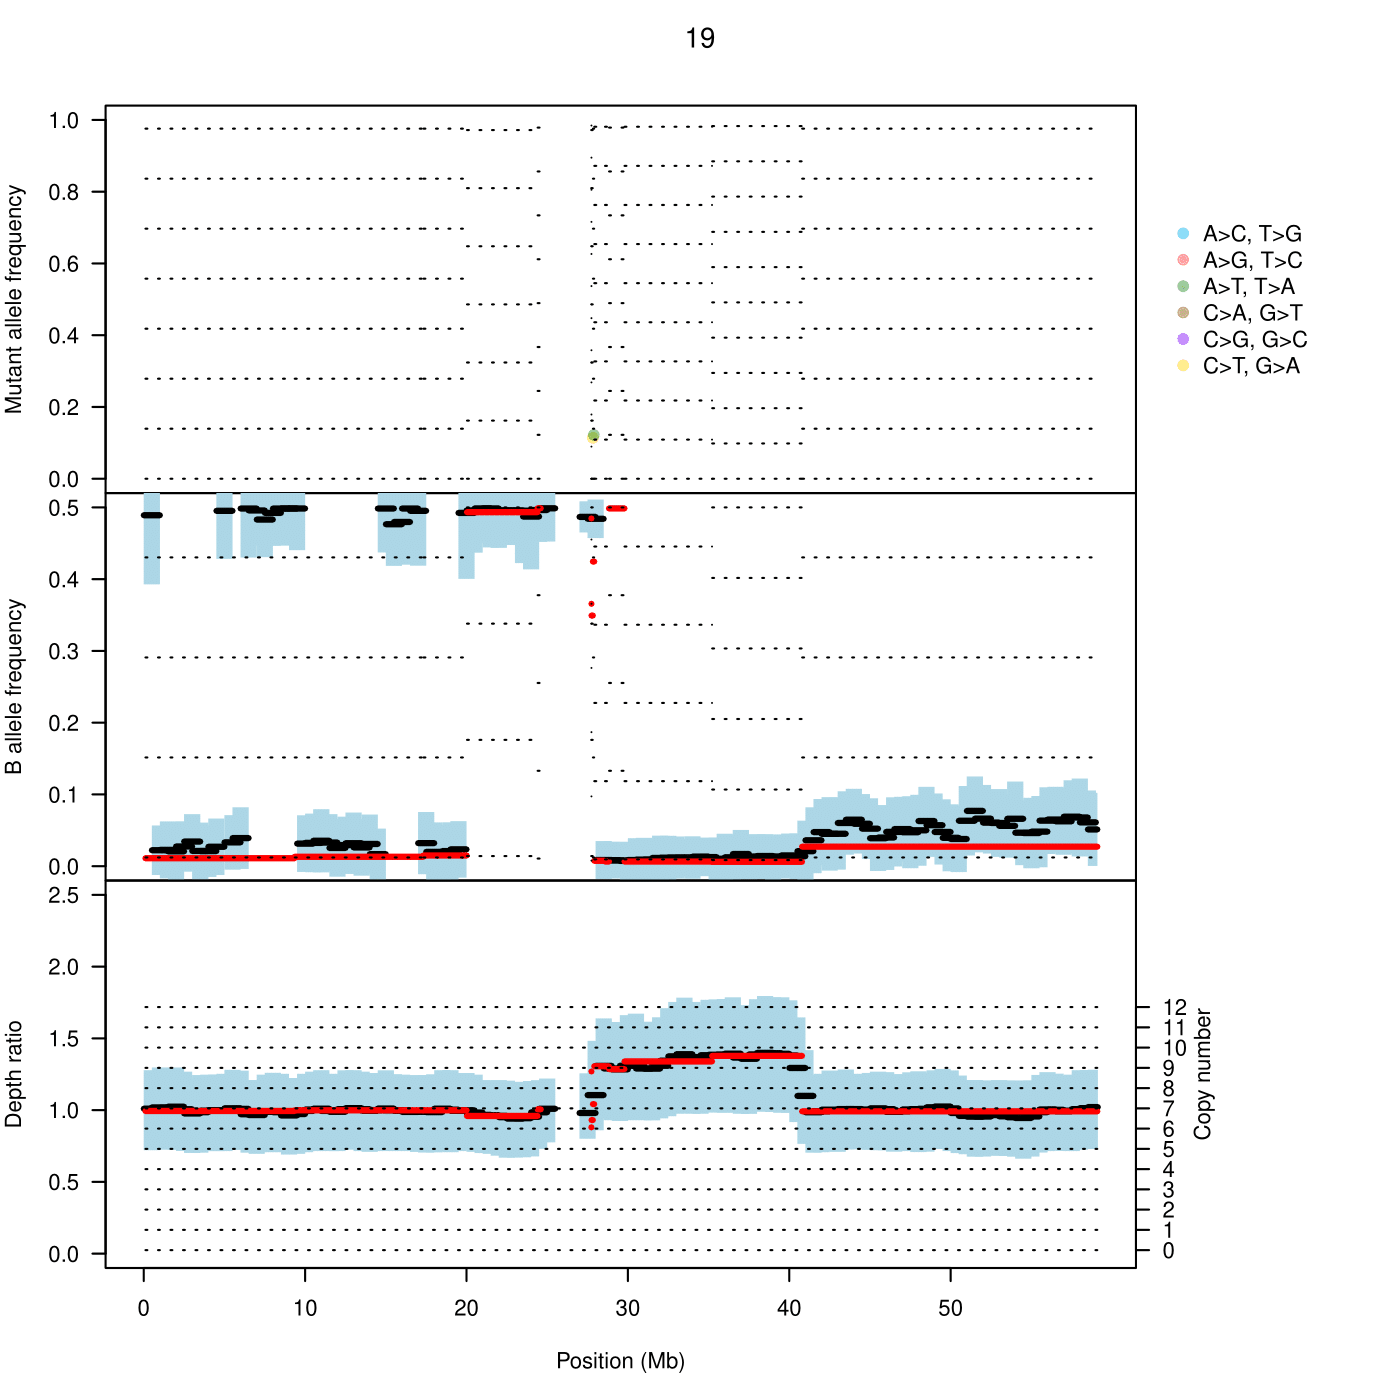 19
Mutant allele frequency
1.0
0.8
0.6
0.4
0.2
0.0
A>C, T>G
A>G, T>C
A>T, T>A
C>A, G>T
C>G, G>C
C>T, G>A
B allele frequency
0.5
0.4
0.3
0.2
0.1
0.0
Depth ratio
2.5
2.0
1.5
1.0
0.5
0.0
12
11
10
9
8
7
6
5
4
3
2
1
0
Copy number
0 10 20 30 40 50
Position (Mb)